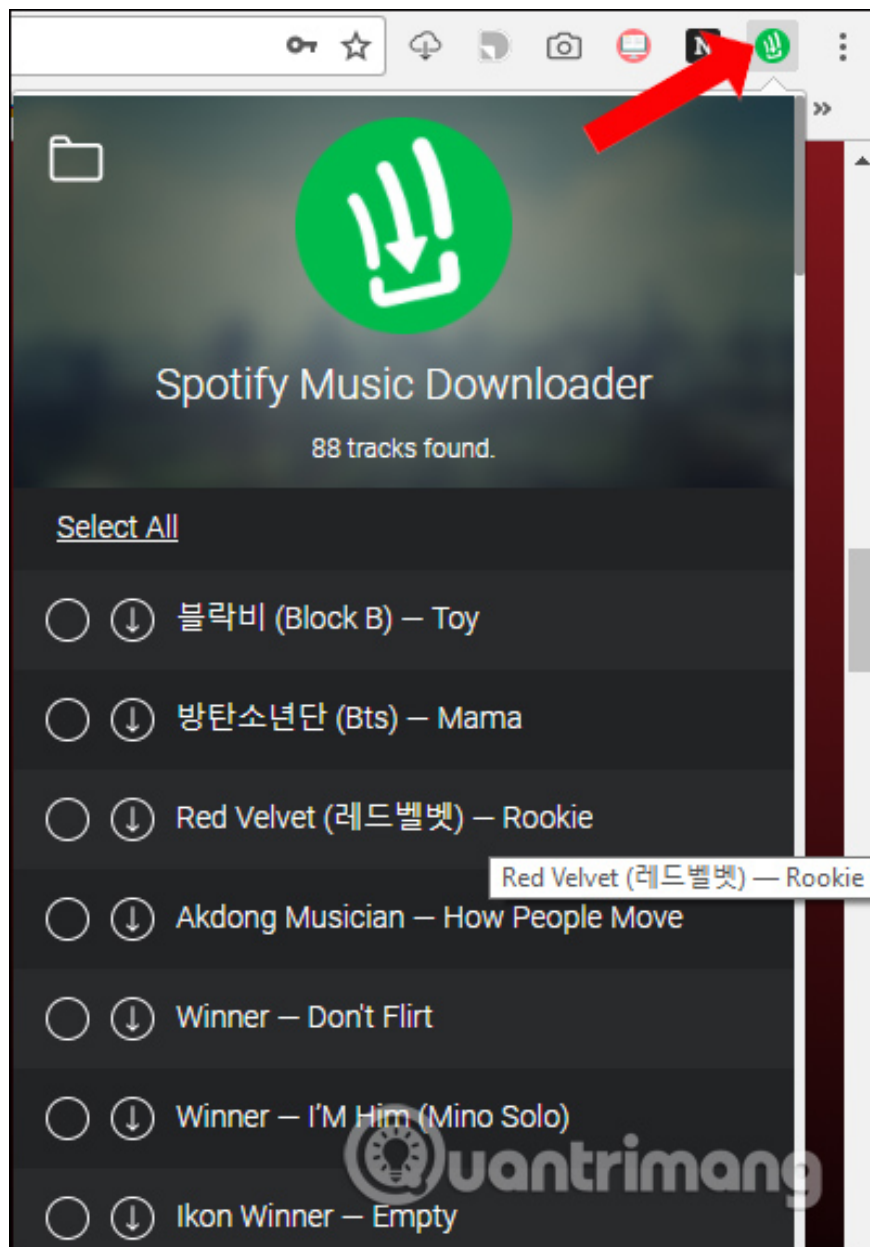 N
»
Spotify Music Downloader
88 tracks found.
Select All
블락비 (Block B) — Toy
방탄소년단 (Bts) — Mama
Red Velvet (레드벨벳) — Rookie
Red Velvet (레드벨벳) — Rookie
Akdong Musician — How People Move
Winner — Don't Flirt
Winner — I'M Him (Mino Solo)
Quantrimang
Ikon Winner — Empty